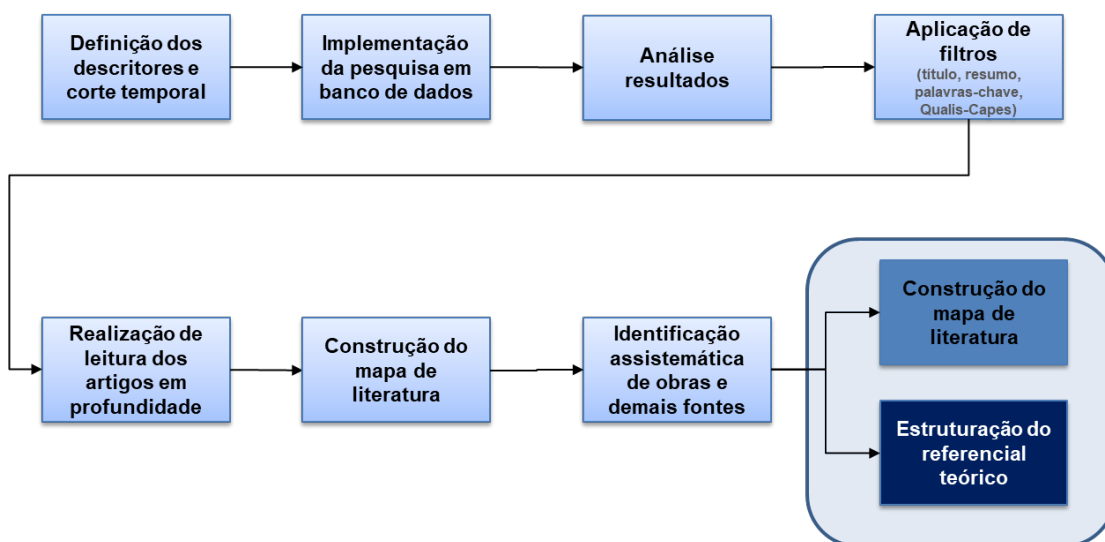 Definição dos
descritores e
corte temporal
Implementação
da pesquisa em
banco de dados
Análise
resultados
Aplicação de
filtros
(titulo, resumo,
palavras-chave,
Qualis-Capes)
Realização de
leitura dos
artigos em
profundidade
Construção do
mapa de
literatura
Identificação
assistemática
de obras e
demais fontes
Construção do
mapa de
literatura
Estruturação do
referencial
teórico